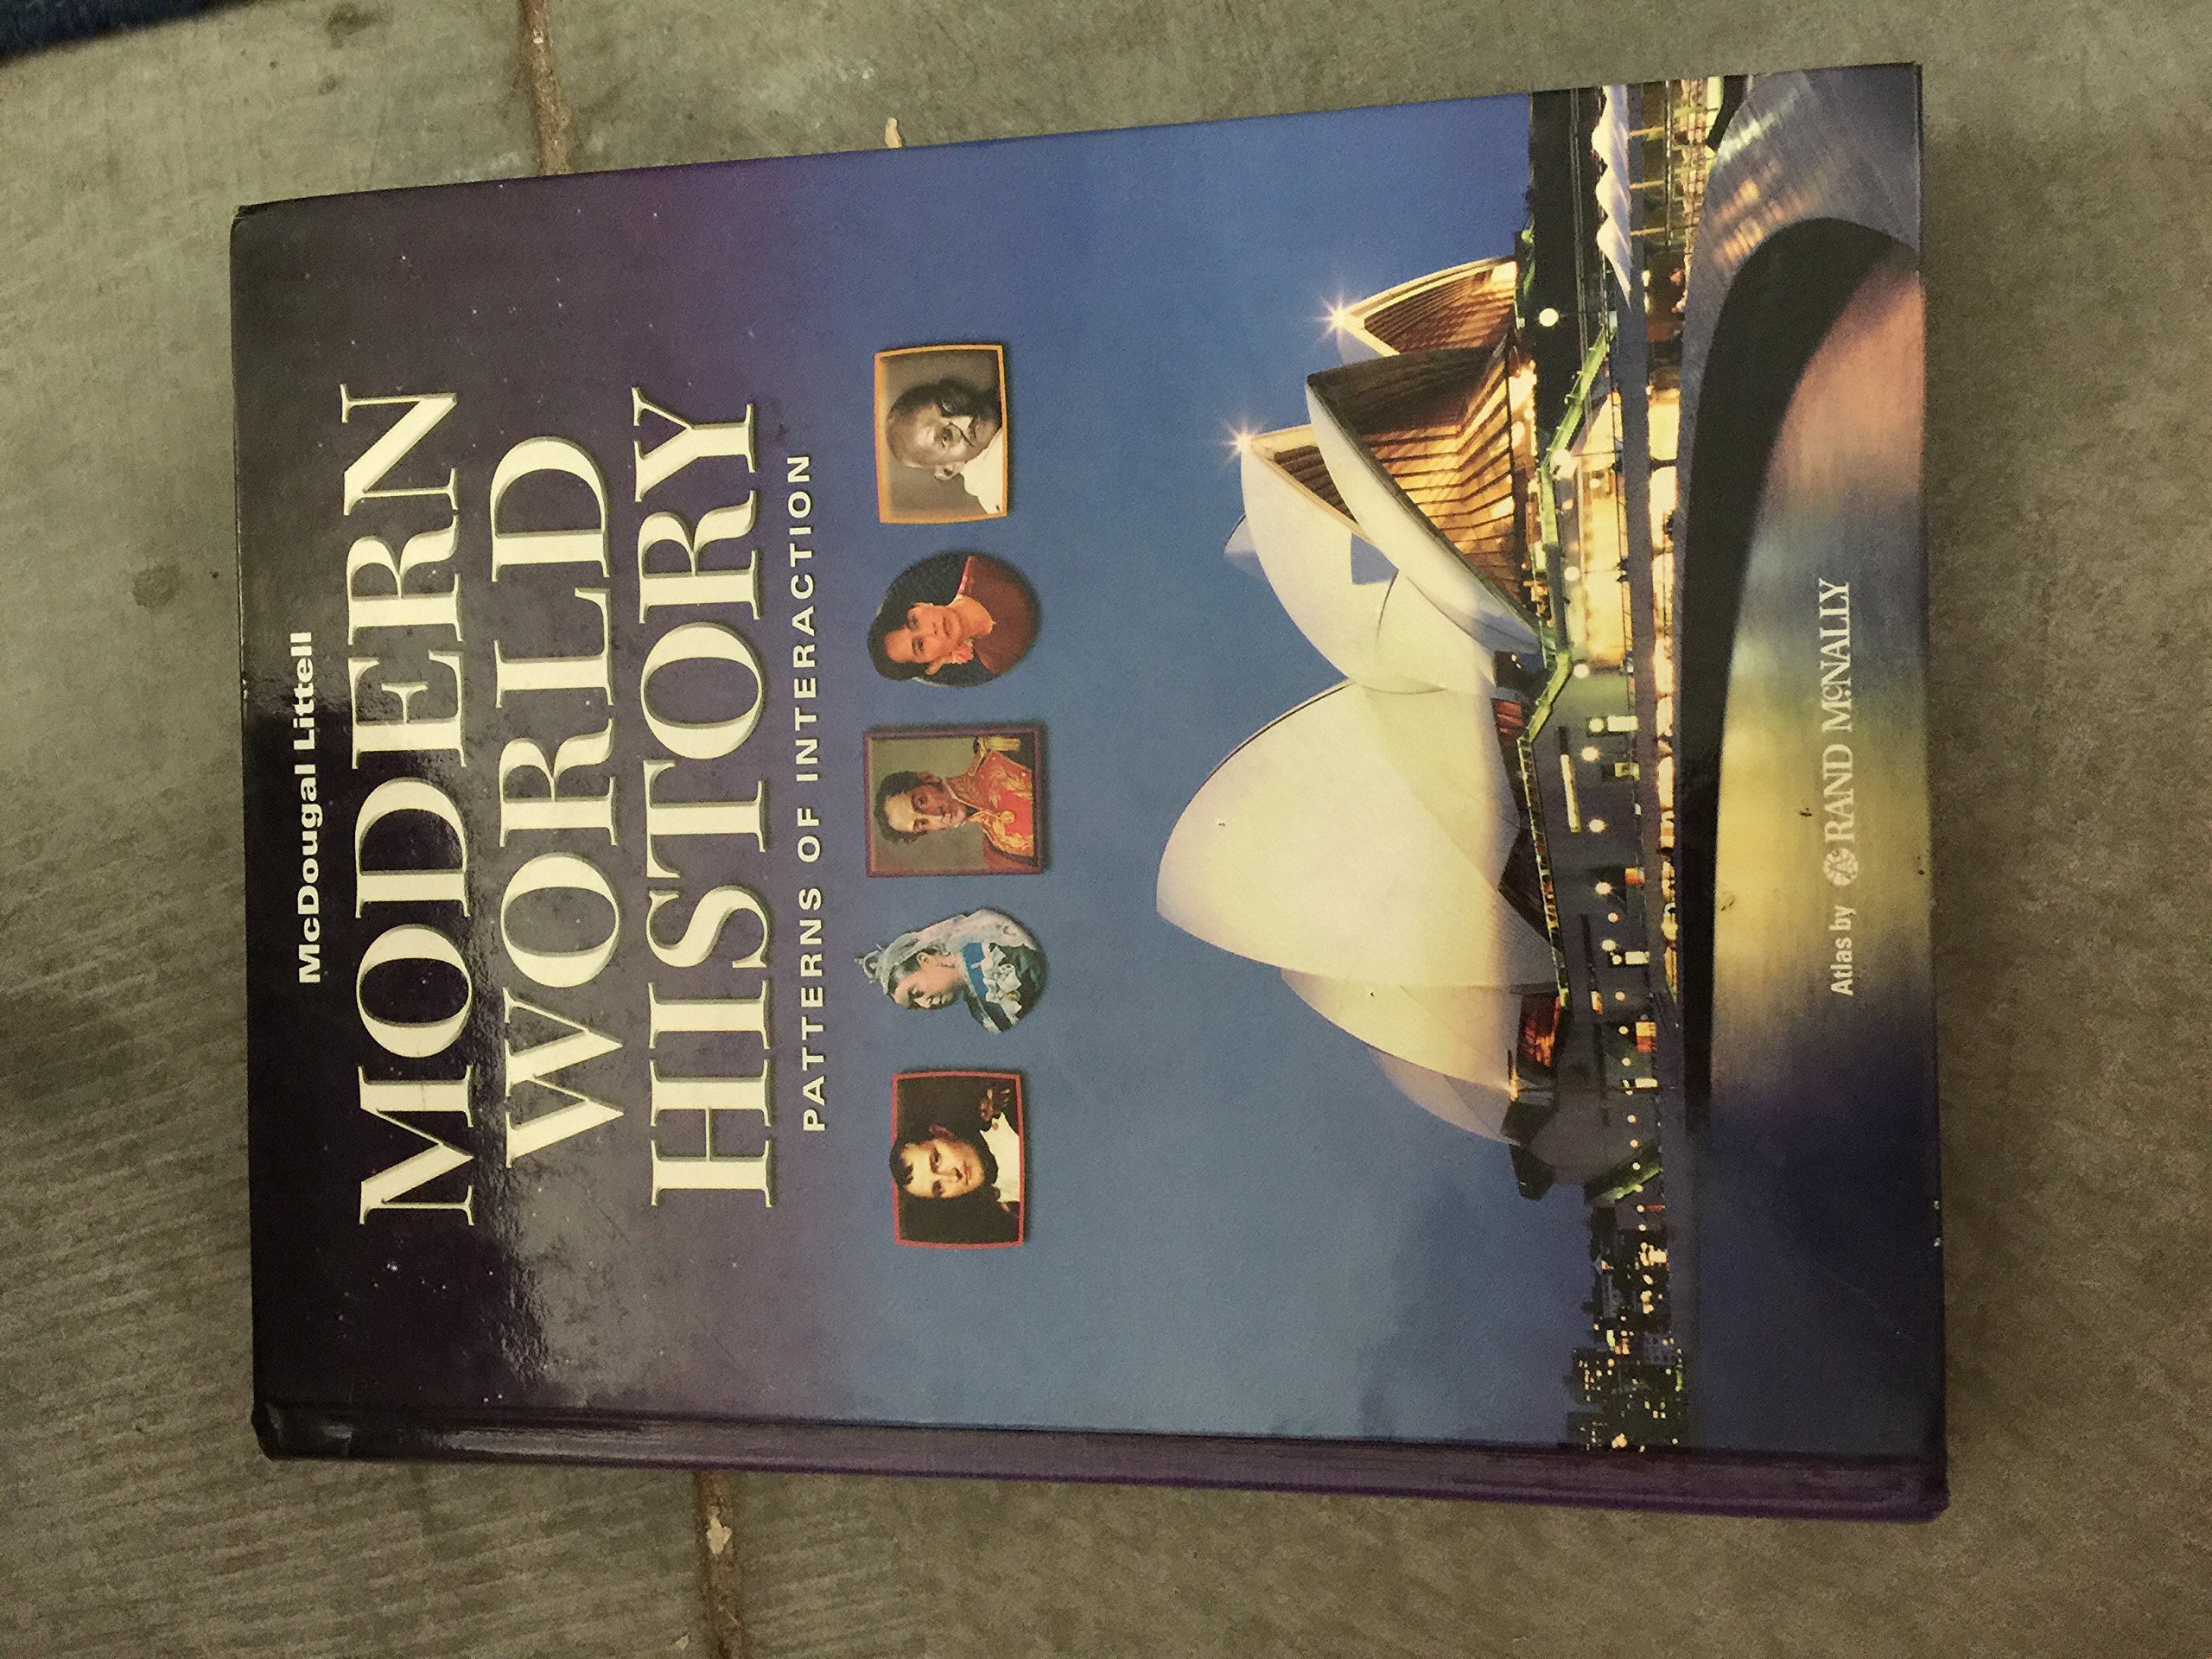 McDougal Littell
MODERN
WORLD
HISTORY
PATTERNS OF INTERACTION
Atlas by RAND MCNALLY